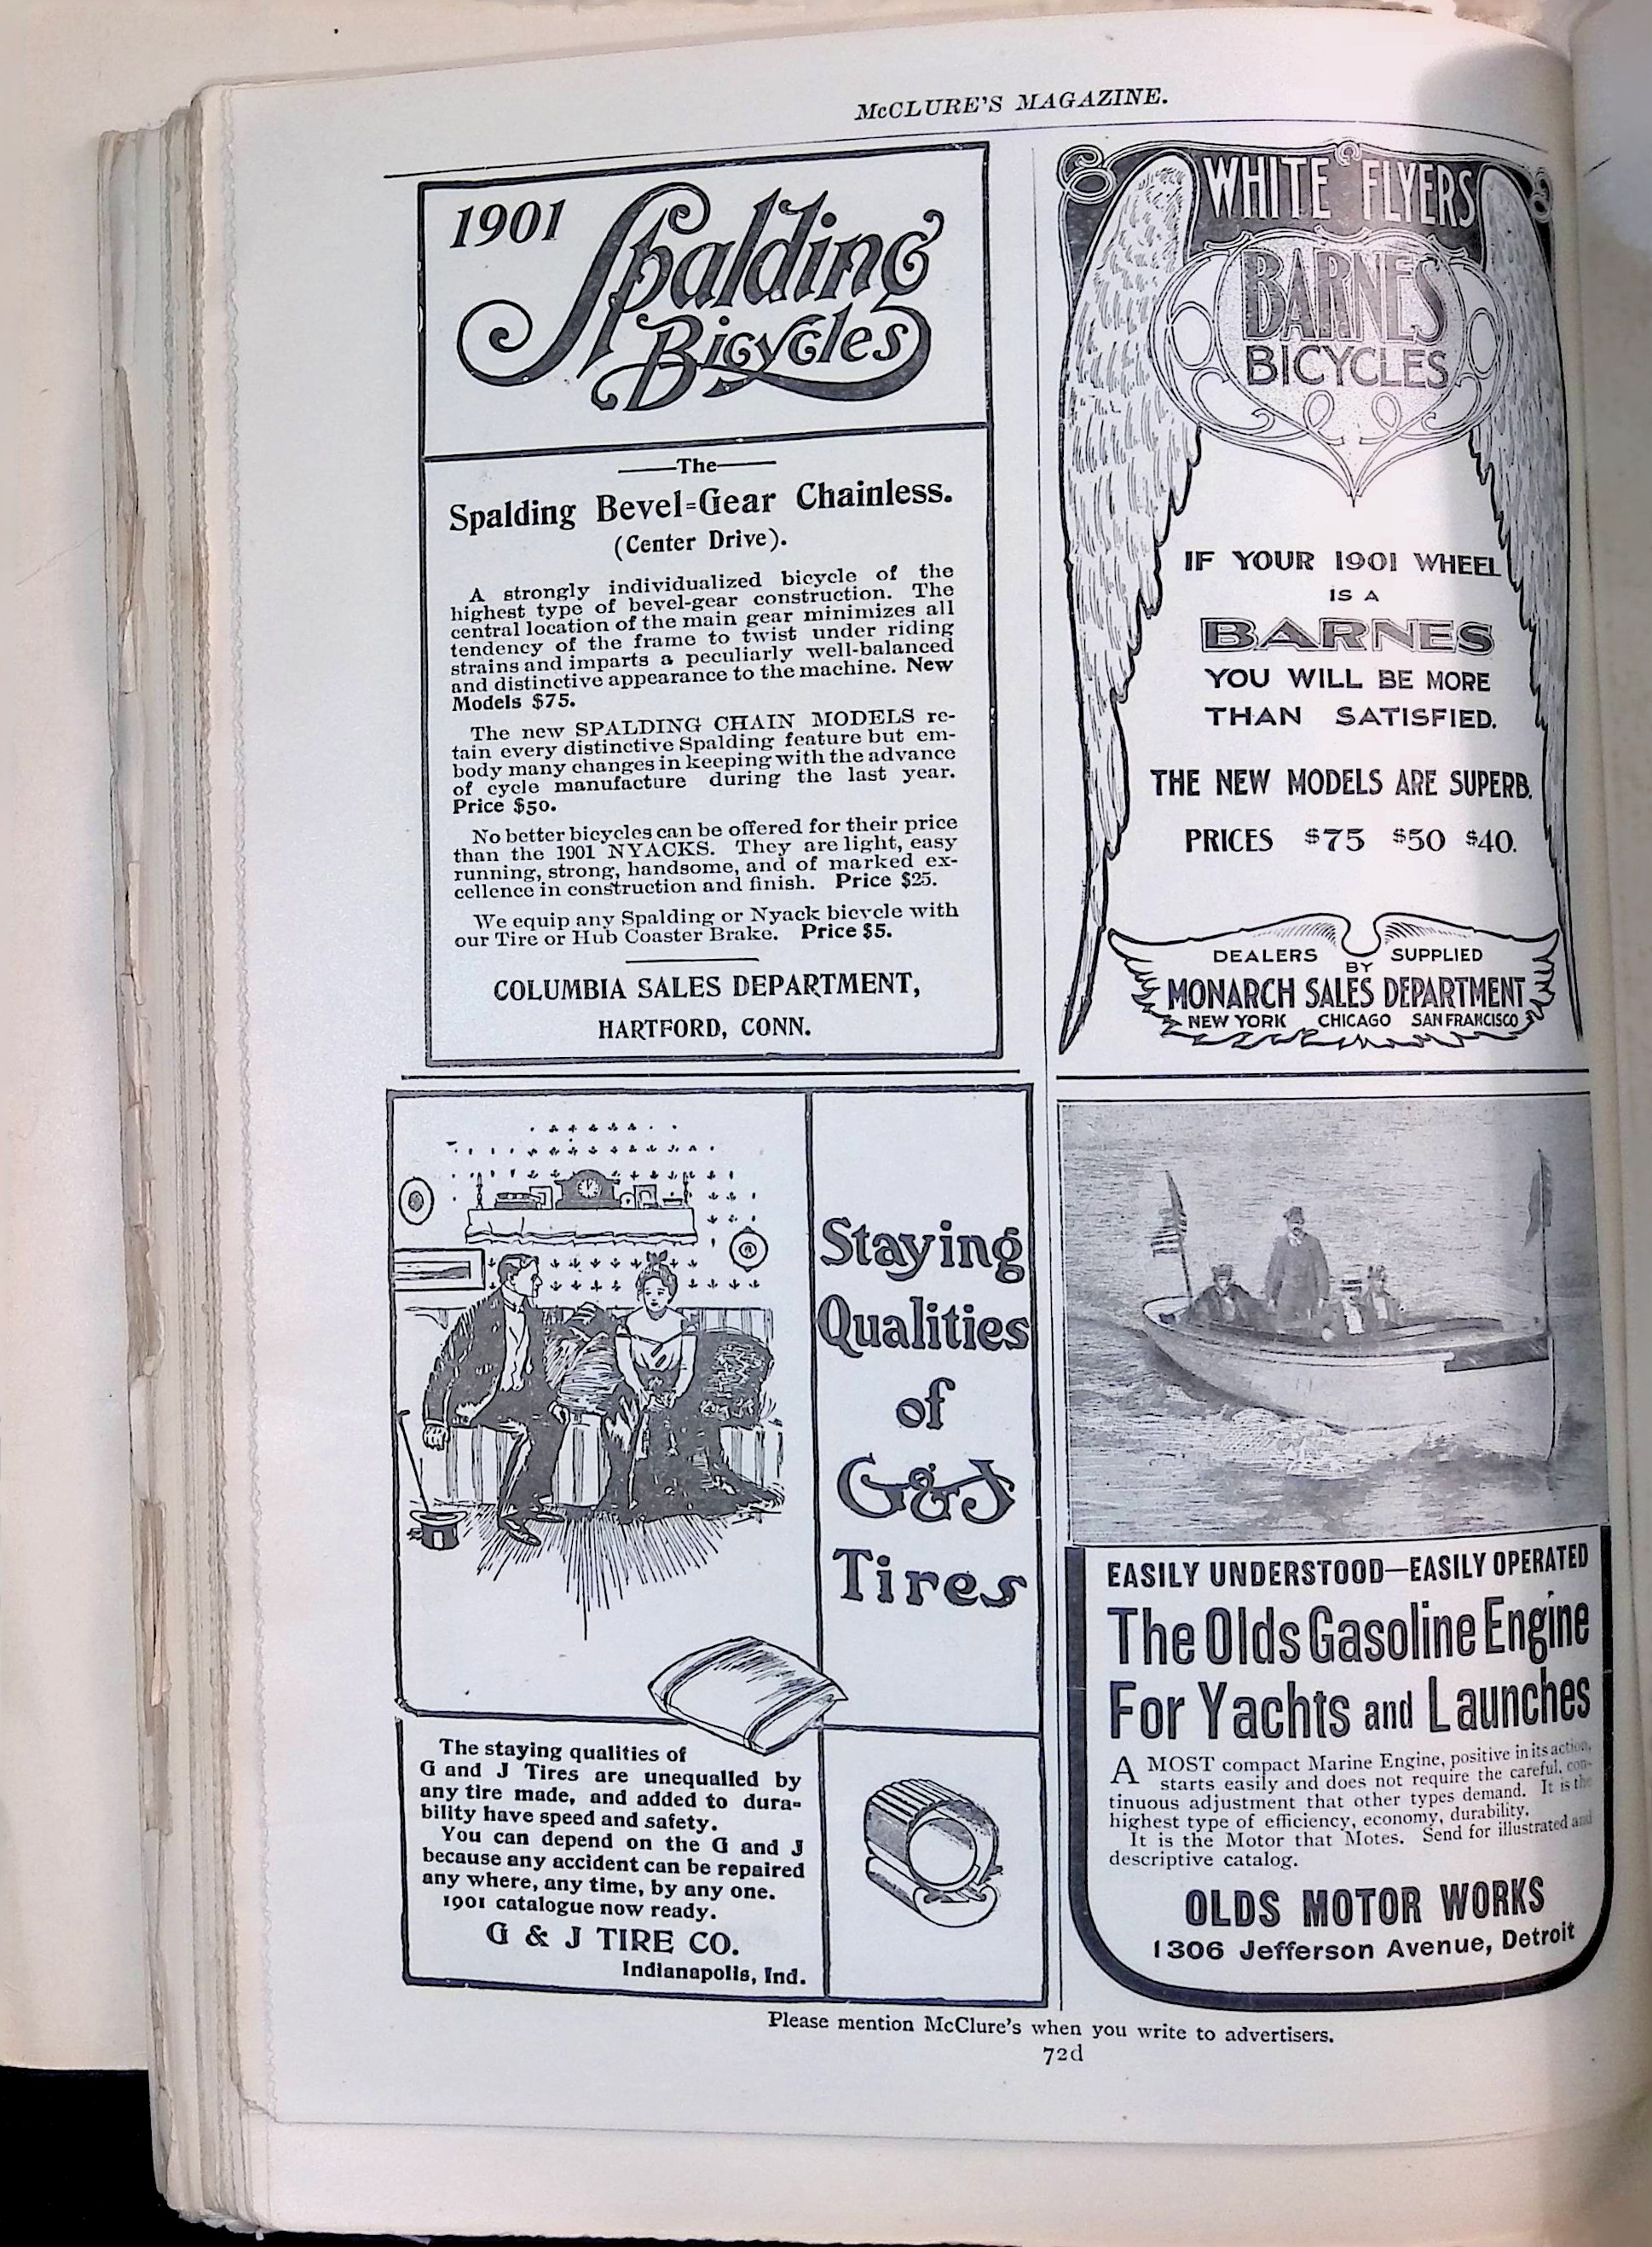 McCLURE'S MAGAZINE.
1901 Spalding
Bicycles
The
Spalding Bevel-Gear Chainless.
(Center Drive).
A strongly individualized bicycle of the
highest type of bevel-gear construction. The
central location of the main gear minimizes all
tendency of the frame to twist under riding
strains and imparts a peculiarly well-balanced
and distinctive appearance to the machine. New
Models $75.
The new SPALDING CHAIN MODELS re-
tain every distinctive Spalding feature but em-
body many changes in keeping with the advance
of cycle manufacture during the last year.
Price $50.
No better bicycles can be offered for their price
than the 1901 NYACKS. They are light, easy
running, strong, handsome, and of marked ex-
cellence in construction and finish. Price $25.
We equip any Spalding or Nyack bicycle with
our Tire or Hub Coaster Brake. Price $5.
COLUMBIA SALES DEPARTMENT,
HARTFORD, CONN.
WHITE FLYERS
BARNES
BICYCLES
IF YOUR 1901 WHEEL
IS A
BARNES
YOU WILL BE MORE
THAN SATISFIED.
THE NEW MODELS ARE SUPERB.
PRICES $75 $50 $40.
DEALERS SUPPLIED
BY
MONARCH SALES DEPARTMENT
NEW YORK CHICAGO SAN FRANCISCO
Staying
Qualities
of
G&J
Tires
The staying qualities of
G and J Tires are unequalled by
any tire made, and added to dura-
bility have speed and safety.
You can depend on the G and J
because any accident can be repaired
any where, any time, by any one.
1901 catalogue now ready.
G & J TIRE CO.
Indianapolis, Ind.
EASILY UNDERSTOOD—EASILY OPERATED
The Olds Gasoline Engine
For Yachts and Launches
A MOST compact Marine Engine, positive in its action,
starts easily and does not require the careful, con-
tinuous adjustment that other types demand. It is the
highest type of efficiency, economy, durability.
It is the Motor that Motes. Send for illustrated and
descriptive catalog.
OLDS MOTOR WORKS
1306 Jefferson Avenue, Detroit
Please mention McClure's when you write to advertisers.
72d